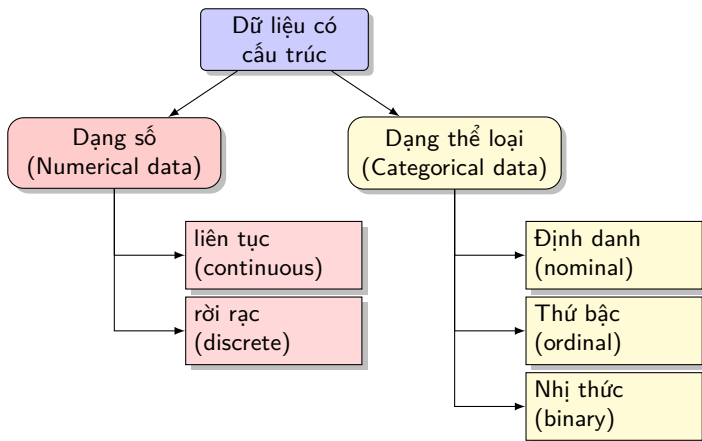 Dữ liệu có
cấu trúc
Dạng số
(Numerical data)
Dạng thể loại
(Categorical data)
liên tục
(continuous)
rời rạc
(discrete)
Định danh
(nominal)
Thứ bậc
(ordinal)
Nhị thức
(binary)